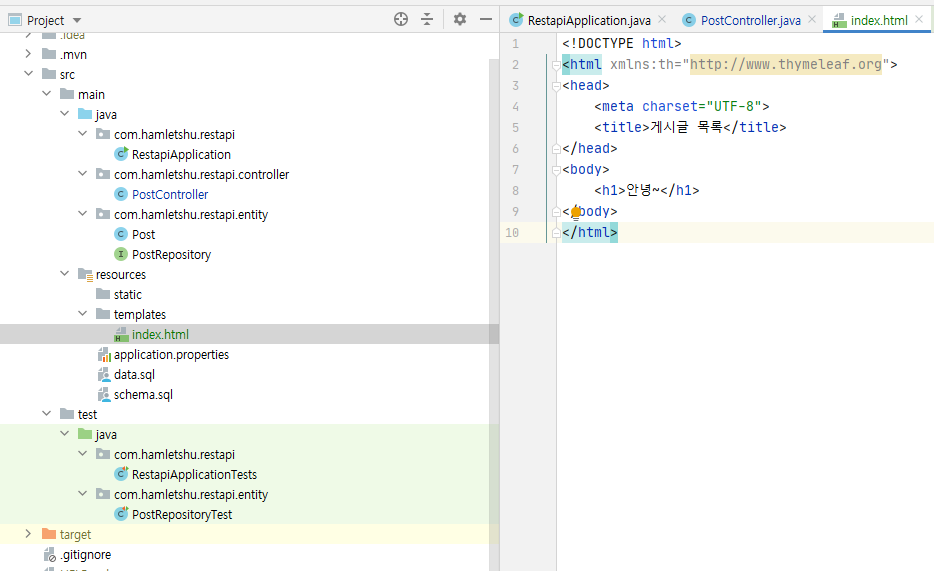 Project
RestapiApplication.java
PostController.java
index.html
.idea
.mvn
src
main
java
com.hamletshu.restapi
RestapiApplication
com.hamletshu.restapi.controller
PostController
com.hamletshu.restapi.entity
Post
PostRepository
resources
static
templates
index.html
application.properties
data.sql
schema.sql
test
java
com.hamletshu.restapi
RestapiApplicationTests
com.hamletshu.restapi.entity
PostRepositoryTest
target
.gitignore
1 <!DOCTYPE html>
2 <html xmlns:th="http://www.thymeleaf.org">
3 <head>
4 <meta charset="UTF-8">
5 <title>게시글 목록</title>
6 </head>
7 <body>
8 <h1>안녕~</h1>
9 </body>
10 </html>